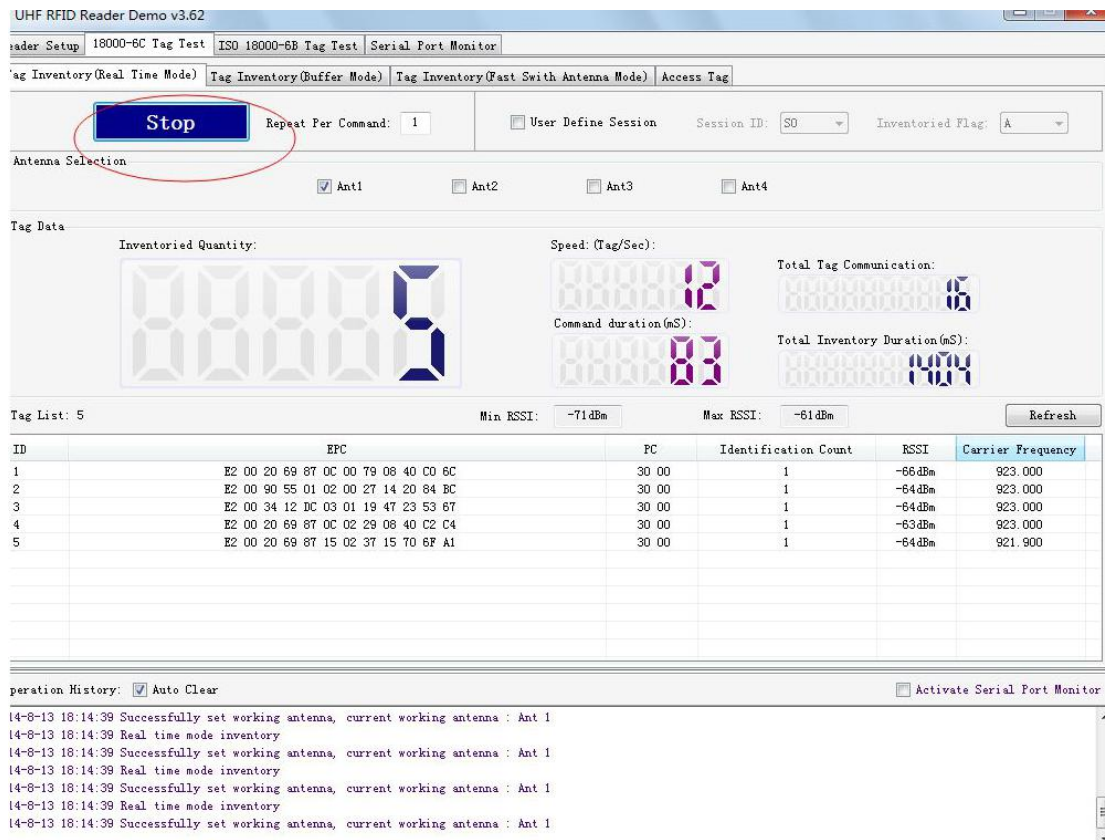 UHF RFID Reader Demo v3.62
eader Setup 18000-6C Tag Test ISO 18000-6B Tag Test Serial Port Monitor
ag Inventory(Real Time Mode) Tag Inventory(Buffer Mode) Tag Inventory(Fast Swith Antenna Mode) Access Tag
Stop Repeat Per Command: 1 User Define Session Session ID: S0 Inventoried Flag: A
Antenna Selection
Ant1 Ant2 Ant3 Ant4
Tag Data
Inventoried Quantity: Speed:(Tag/Sec): Total Tag Communication:
5 12 16
Command duration(mS): Total Inventory Duration(mS):
83 1404
Tag List: 5 Min RSSI: -71dBm Max RSSI: -61dBm Refresh
ID EPC PC Identification Count RSSI Carrier Frequency
1 E2 00 20 69 87 0C 00 79 08 40 C0 6C 30 00 1 -66dBm 923.000
2 E2 00 90 55 01 02 00 27 14 20 84 BC 30 00 1 -64dBm 923.000
3 E2 00 34 12 DC 03 01 19 47 23 53 67 30 00 1 -64dBm 923.000
4 E2 00 20 69 87 0C 02 29 08 40 C2 C4 30 00 1 -63dBm 923.000
5 E2 00 20 69 87 15 02 37 15 70 6F A1 30 00 1 -64dBm 921.900
peration History: Auto Clear Activate Serial Port Monitor
14-8-13 18:14:39 Successfully set working antenna, current working antenna : Ant 1
14-8-13 18:14:39 Real time mode inventory
14-8-13 18:14:39 Successfully set working antenna, current working antenna : Ant 1
14-8-13 18:14:39 Real time mode inventory
14-8-13 18:14:39 Successfully set working antenna, current working antenna : Ant 1
14-8-13 18:14:39 Real time mode inventory
14-8-13 18:14:39 Successfully set working antenna, current working antenna : Ant 1